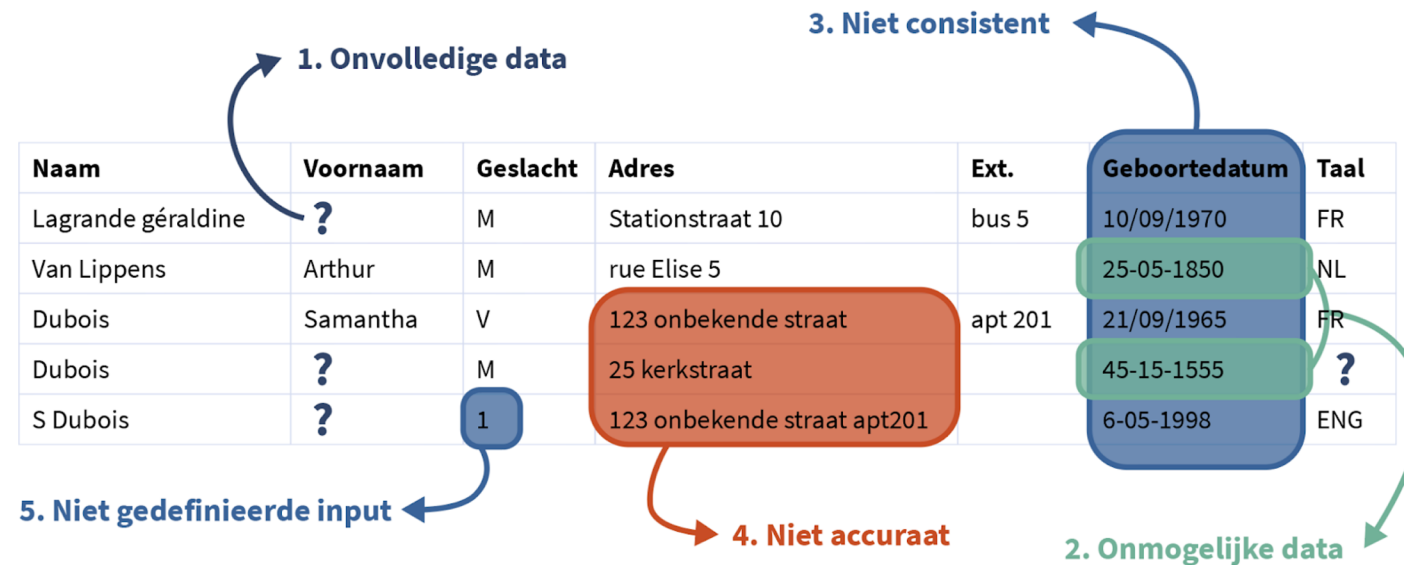 3. Niet consistent
1. Onvolledige data
Naam Voornaam Geslacht Adres Ext. Geboortedatum Taal
Lagrande géraldine ? M Stationstraat 10 bus 5 10/09/1970 FR
Van Lippens Arthur M rue Elise 5 25-05-1850 NL
Dubois Samantha V 123 onbekende straat apt 201 21/09/1965 FR
Dubois ? M 25 kerkstraat 45-15-1555 ?
S Dubois ? 1 123 onbekende straat apt201 6-05-1998 ENG
5. Niet gedefinieerde input
4. Niet accuraat
2. Onmogelijke data